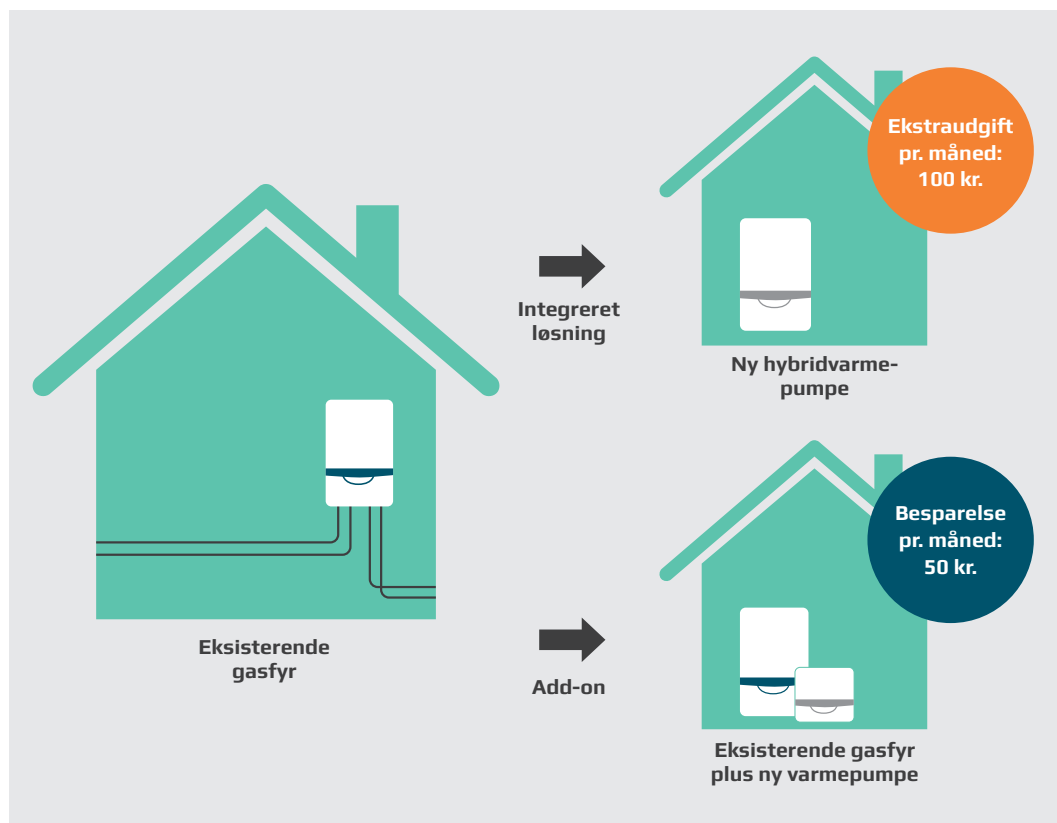 Ekstraudgift
pr. måned:
100 kr.
Integreret
løsning
Ny hybridvarme-
pumpe
Eksisterende
gasfyr
Besparelse
pr. måned:
50 kr.
Add-on
Eksisterende gasfyr
plus ny varmepumpe